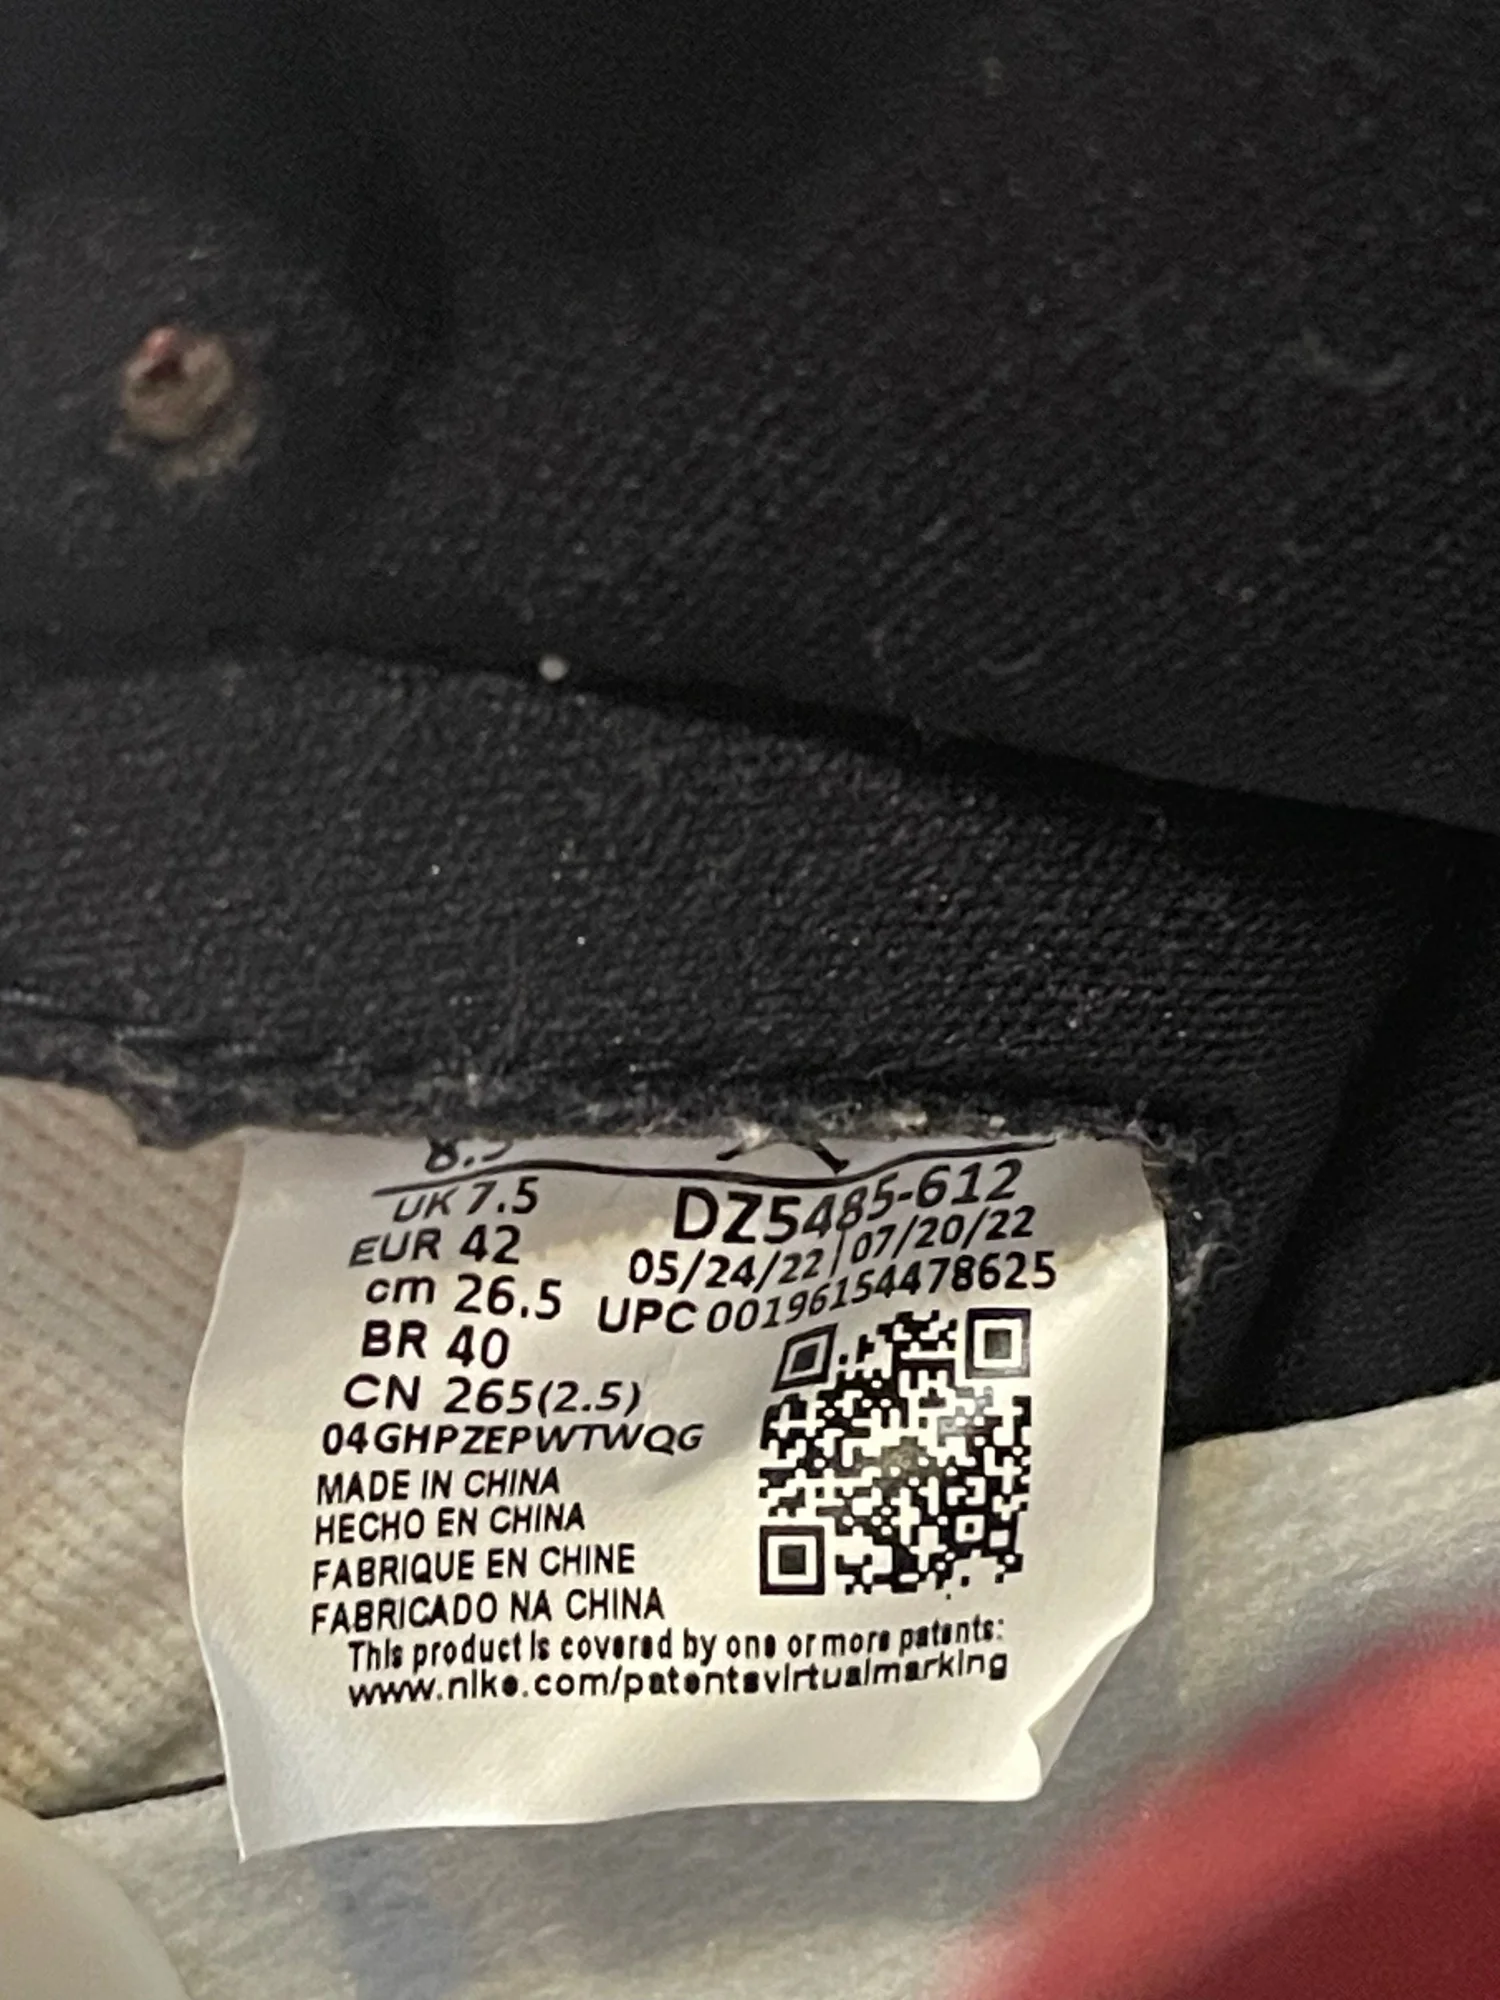 8.5
UK 7.5
EUR 42
cm 26.5
BR 40
CN 265(2.5)
DZ5485-612
05/24/22 | 07/20/22
UPC 00196154478625
04GHPZEPWTWQG
MADE IN CHINA
HECHO EN CHINA
FABRIQUE EN CHINE
FABRICADO NA CHINA
This product is covered by one or more patents:
www.nike.com/patentsvirtualmarking